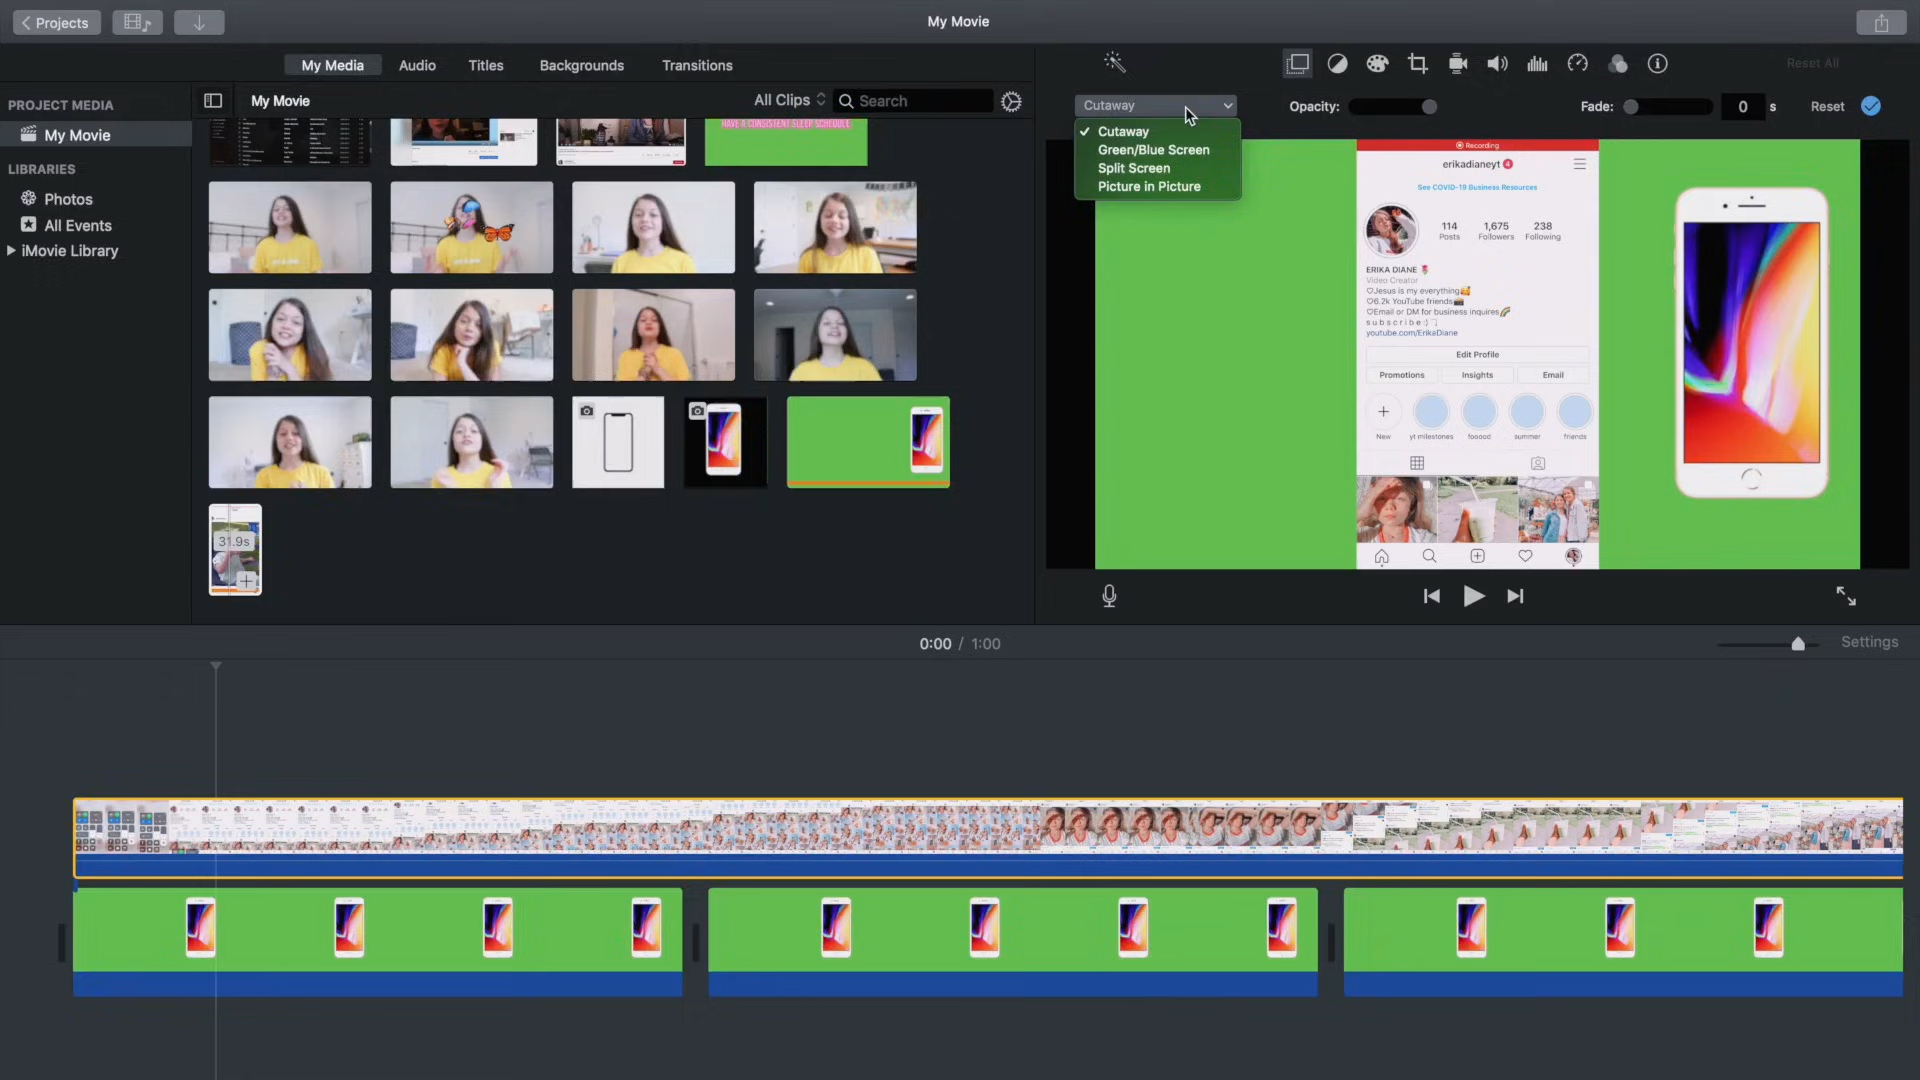 Projects
My Movie
My Media
Audio
Titles
Backgrounds
Transitions
Reset All
PROJECT MEDIA
My Movie
LIBRARIES
Photos
All Events
iMovie Library
My Movie
All Clips
Search
HAVE A CONSISTENT SLEEP SCHEDULE
31.9s
Cutaway
Opacity:
Fade:
0 s
Reset
Cutaway
Green/Blue Screen
Split Screen
Picture in Picture
Recording
erikadianeyt 4
See COVID-19 Business Resources
114 1,675 238
Posts Followers Following
ERIKA DIANE
Video Creator
♡Jesus is my everything🥰
♡6.2k YouTube friends📸
♡Email or DM for business inquires🌈
s u b s c r i b e :)
youtube.com/ErikaDiane
Edit Profile
Promotions Insights Email
New yt milestones fooood summer friends
0:00 / 1:00
Settings